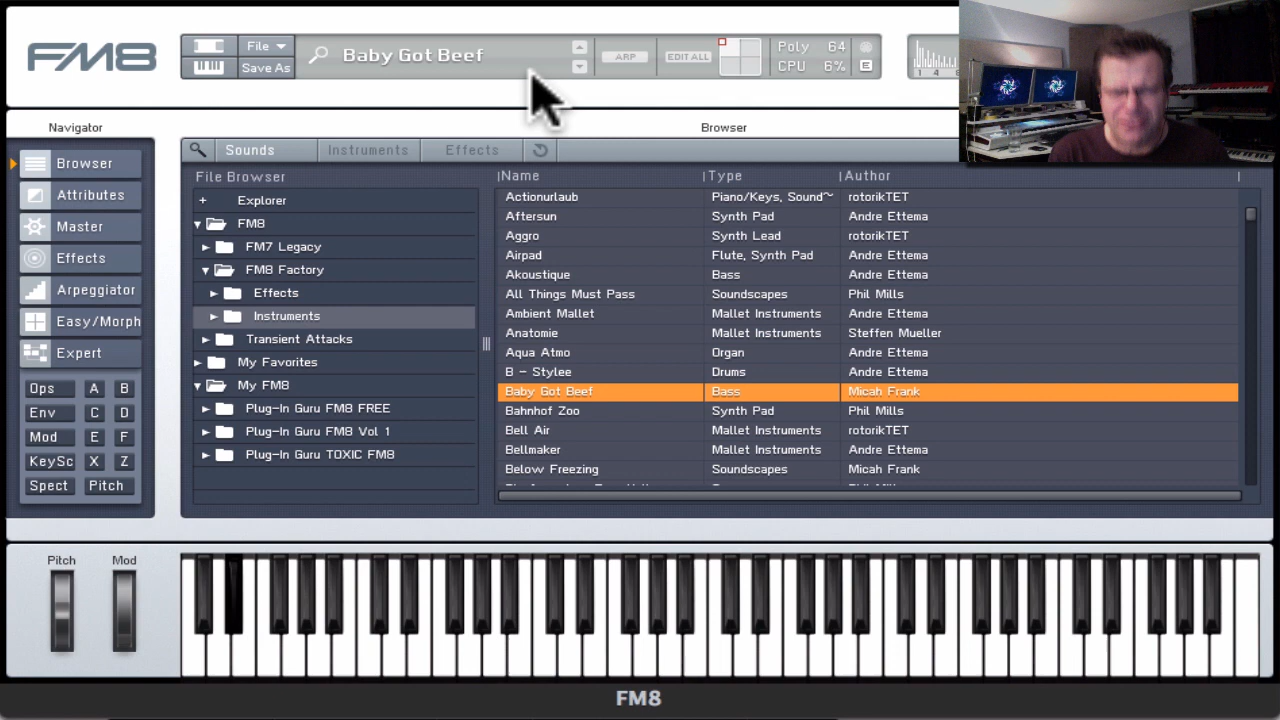 FM8
File
Save As
Baby Got Beef
ARP
EDIT ALL
Poly 64
CPU 6%
E
1 4 8
Navigator
Browser
Browser
Attributes
Master
Effects
Arpeggiator
Easy/Morph
Expert
Ops A B
Env C D
Mod E F
KeySc X Z
Spect Pitch
Sounds Instruments Effects
File Browser
+ Explorer
FM8
FM7 Legacy
FM8 Factory
Effects
Instruments
Transient Attacks
My Favorites
My FM8
Plug-In Guru FM8 FREE
Plug-In Guru FM8 Vol 1
Plug-In Guru TOXIC FM8
Name Type Author
Actionurlaub Piano/Keys, Sound~ rotorikTET
Aftersun Synth Pad Andre Ettema
Aggro Synth Lead rotorikTET
Airpad Flute, Synth Pad Andre Ettema
Akoustique Bass Andre Ettema
All Things Must Pass Soundscapes Phil Mills
Ambient Mallet Mallet Instruments Andre Ettema
Anatomie Mallet Instruments Steffen Mueller
Aqua Atmo Organ Andre Ettema
B - Stylee Drums Andre Ettema
Baby Got Beef Bass Micah Frank
Bahnhof Zoo Synth Pad Phil Mills
Bell Air Mallet Instruments rotorikTET
Bellmaker Mallet Instruments Andre Ettema
Below Freezing Soundscapes Micah Frank
Pitch Mod
FM8